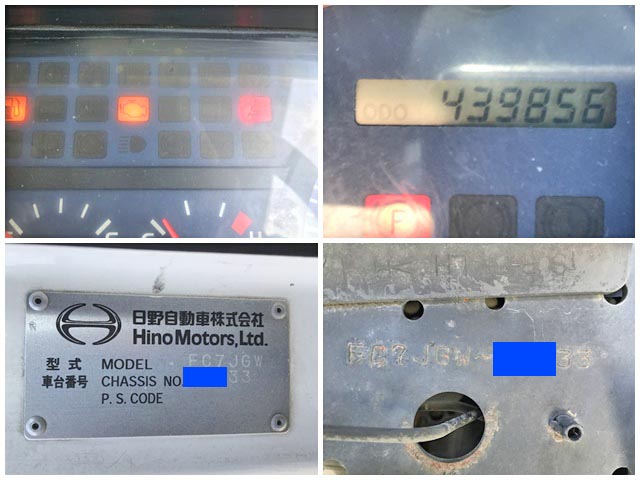 ODO 439856
F
日野自動車株式会社
Hino Motors, Ltd.
型式 MODEL FC7JGW
車台番号 CHASSIS NO. 33
P. S. CODE
FC7JGW- 33